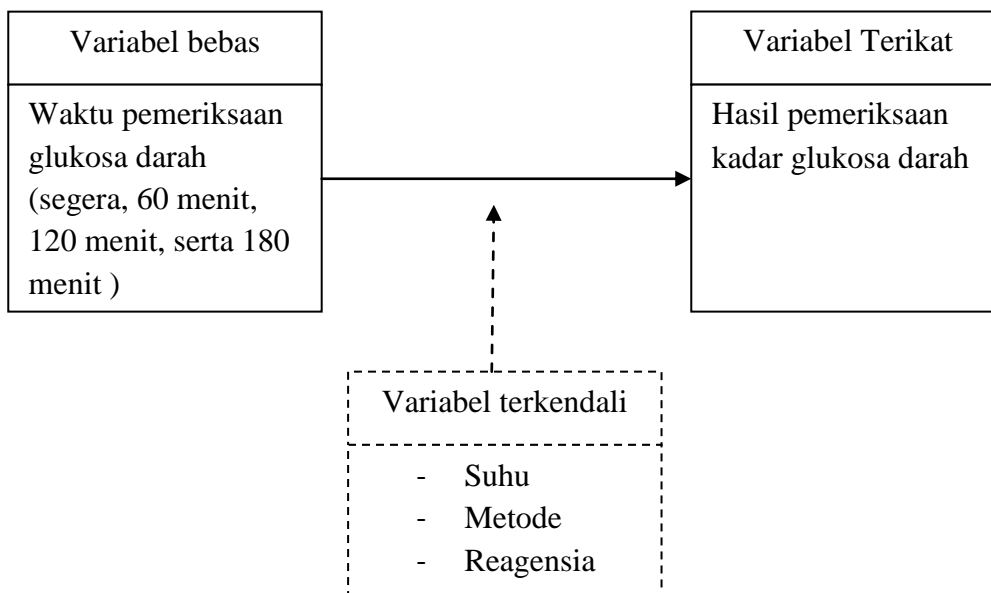 Variabel bebas
Waktu pemeriksaan
glukosa darah
(segera, 60 menit,
120 menit, serta 180
menit )
Variabel Terikat
Hasil pemeriksaan
kadar glukosa darah
Variabel terkendali
- Suhu
- Metode
- Reagensia